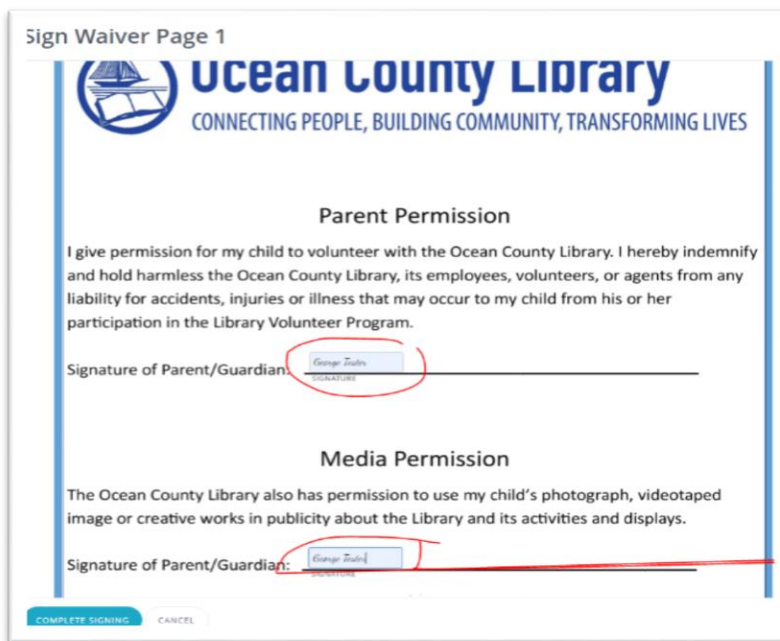 Sign Waiver Page 1
Ocean County Library
CONNECTING PEOPLE, BUILDING COMMUNITY, TRANSFORMING LIVES
Parent Permission
I give permission for my child to volunteer with the Ocean County Library. I hereby indemnify
and hold harmless the Ocean County Library, its employees, volunteers, or agents from any
liability for accidents, injuries or illness that may occur to my child from his or her
participation in the Library Volunteer Program.
Signature of Parent/Guardian: George Tester
SIGNATURE
Media Permission
The Ocean County Library also has permission to use my child's photograph, videotaped
image or creative works in publicity about the Library and its activities and displays.
Signature of Parent/Guardian: George Tester
SIGNATURE
COMPLETE SIGNING CANCEL